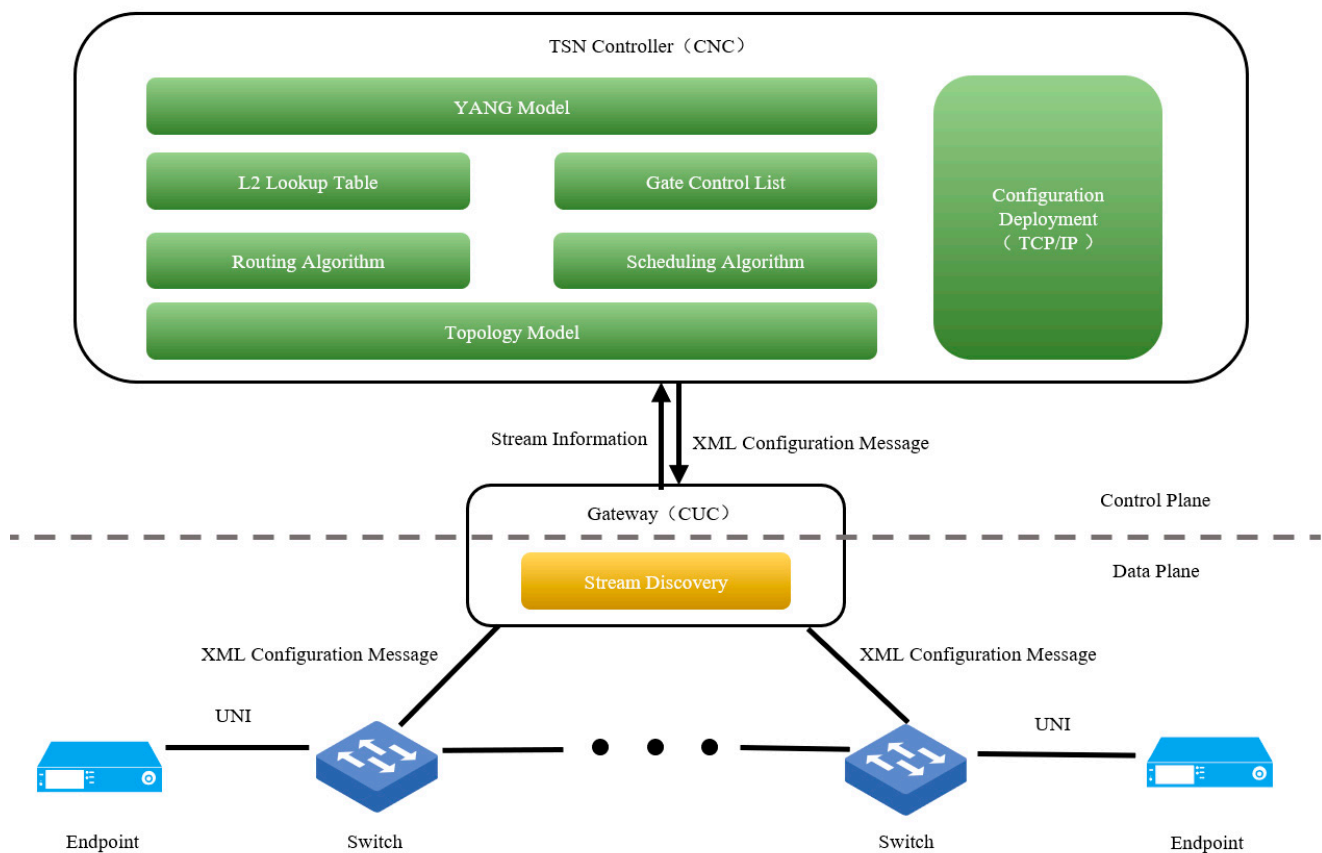 TSN Controller（CNC）
YANG Model
L2 Lookup Table
Gate Control List
Configuration
Deployment
（ TCP/IP ）
Routing Algorithm
Scheduling Algorithm
Topology Model
Stream Information
XML Configuration Message
Gateway（CUC）
Control Plane
Stream Discovery
Data Plane
XML Configuration Message
XML Configuration Message
UNI
UNI
Endpoint
Switch
Switch
Endpoint